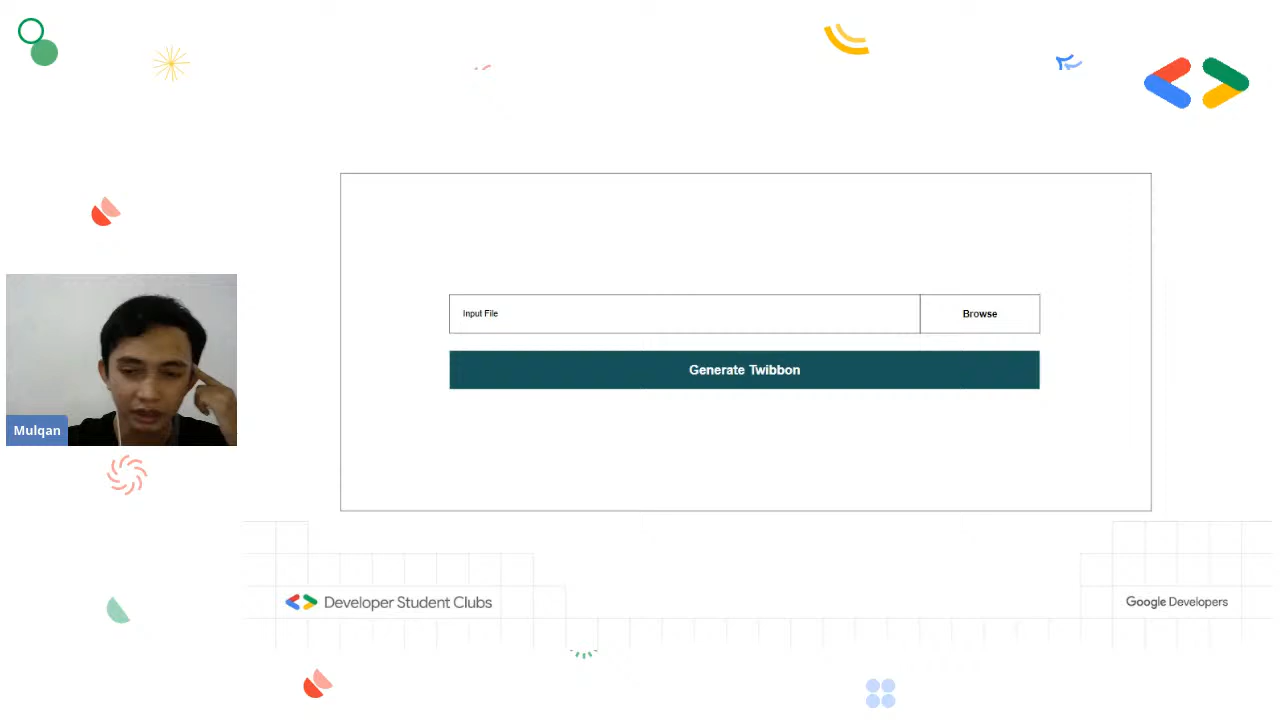 Input File
Browse
Generate Twibbon
Mulqan
Developer Student Clubs
Google Developers